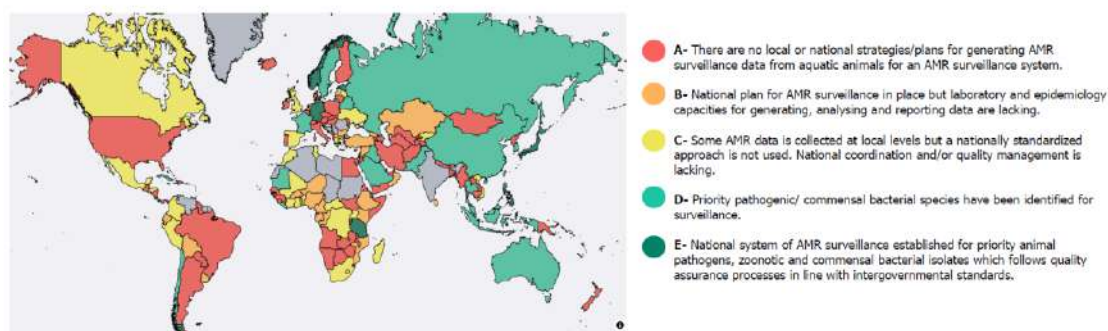 A- There are no local or national strategies/plans for generating AMR
surveillance data from aquatic animals for an AMR surveillance system.
B- National plan for AMR surveillance in place but laboratory and epidemiology
capacities for generating, analysing and reporting data are lacking.
C- Some AMR data is collected at local levels but a nationally standardized
approach is not used. National coordination and/or quality management is
lacking.
D- Priority pathogenic/ commensal bacterial species have been identified for
surveillance.
E- National system of AMR surveillance established for priority animal
pathogens, zoonotic and commensal bacterial isolates which follows quality
assurance processes in line with intergovernmental standards.